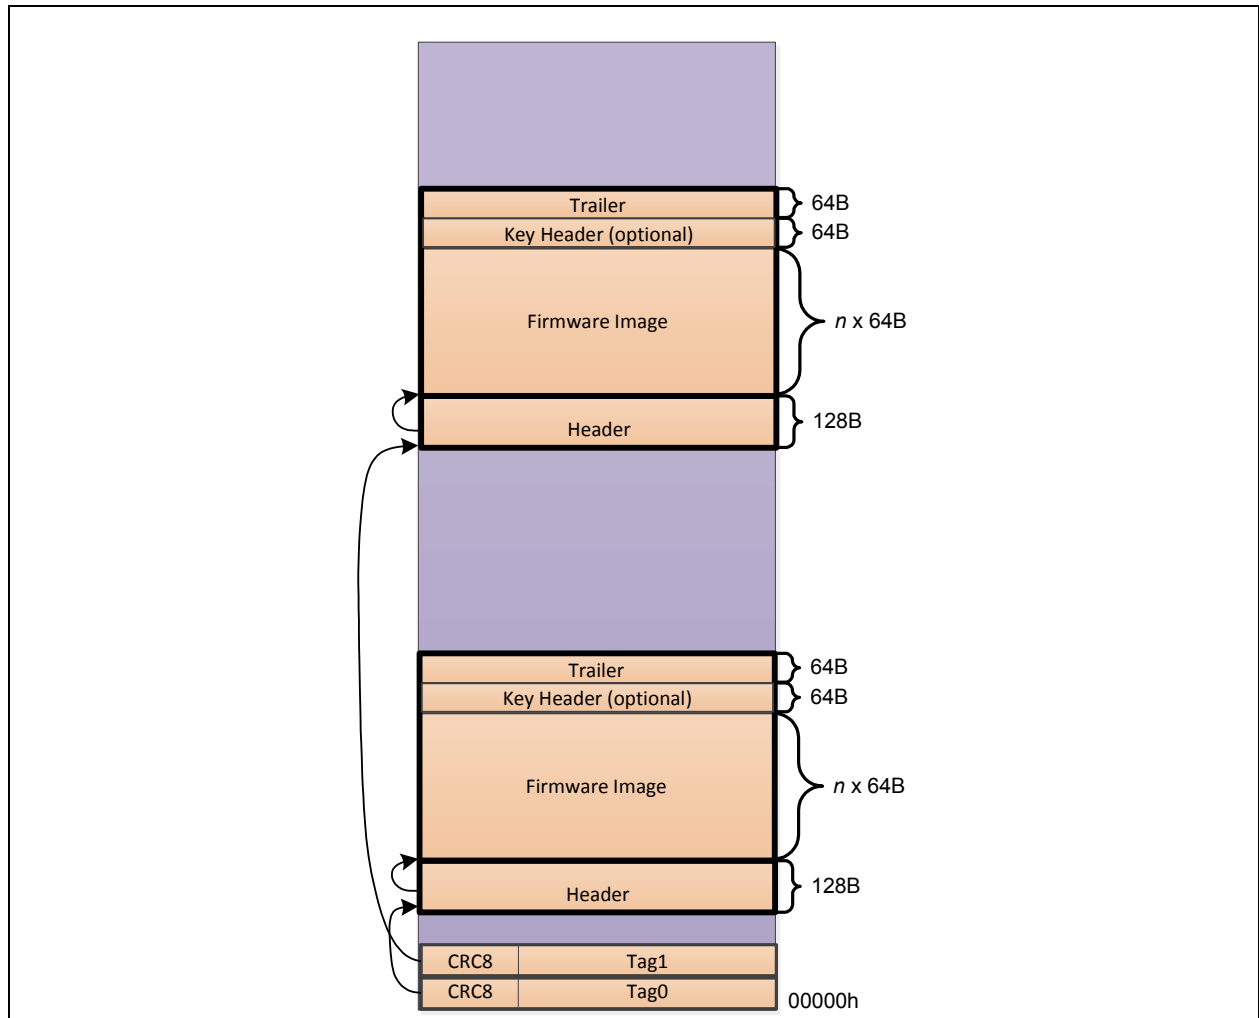 Trailer 64B
Key Header (optional) 64B
Firmware Image n x 64B
Header 128B
Trailer 64B
Key Header (optional) 64B
Firmware Image n x 64B
Header 128B
CRC8 Tag1
CRC8 Tag0 00000h